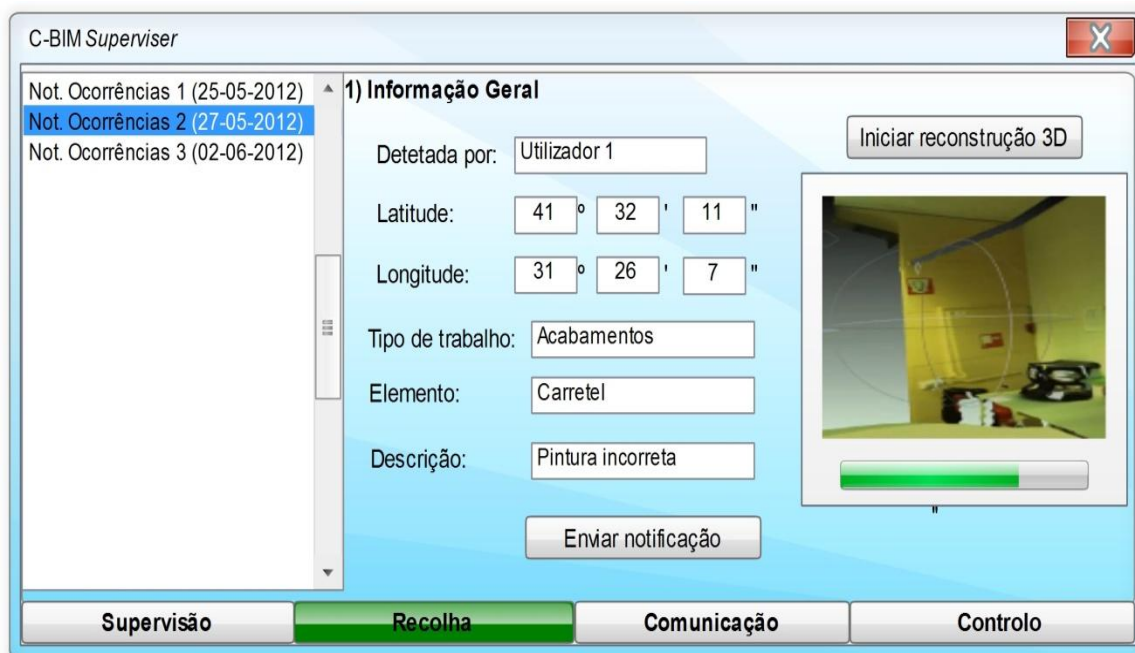 C-BIM Superviser
X
Not. Ocorrências 1 (25-05-2012)
Not. Ocorrências 2 (27-05-2012)
Not. Ocorrências 3 (02-06-2012)
1) Informação Geral
Detetada por: Utilizador 1
Latitude: 41 º 32 ' 11 "
Longitude: 31 º 26 ' 7 "
Tipo de trabalho: Acabamentos
Elemento: Carretel
Descrição: Pintura incorreta
Enviar notificação
Iniciar reconstrução 3D
"
Supervisão Recolha Comunicação Controlo